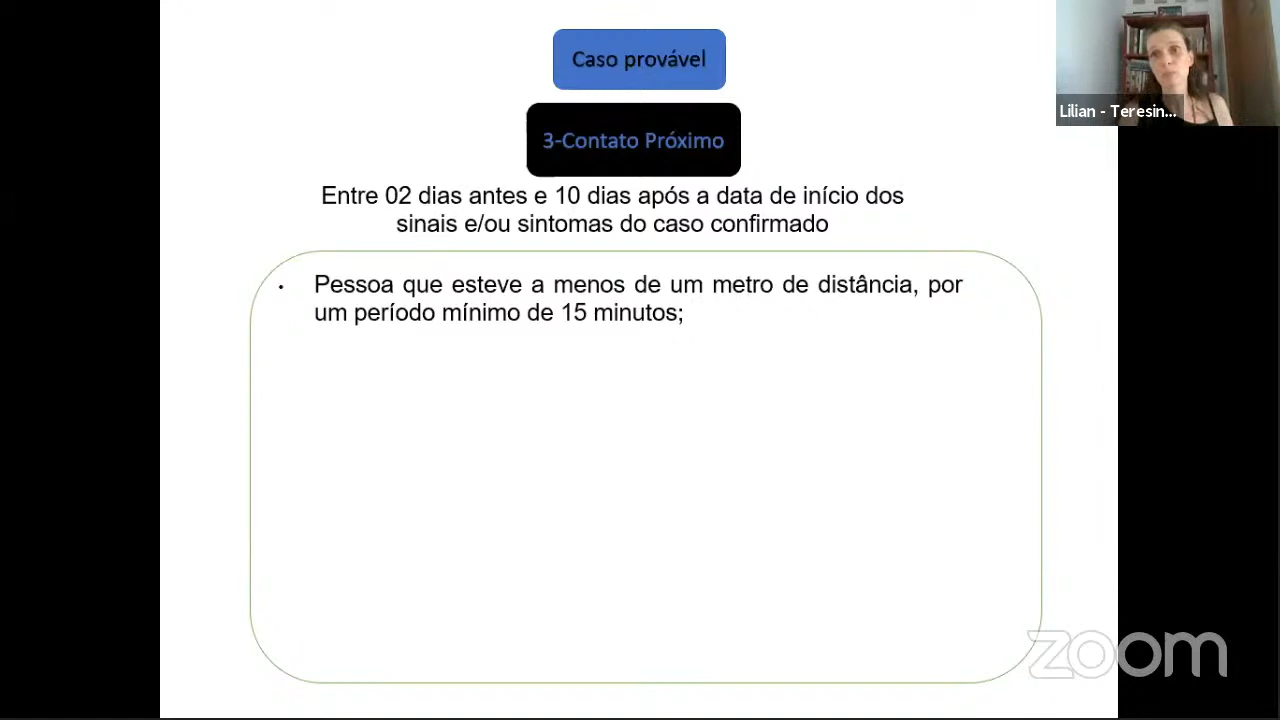 Caso provável
3-Contato Próximo
Entre 02 dias antes e 10 dias após a data de início dos
sinais e/ou sintomas do caso confirmado
• Pessoa que esteve a menos de um metro de distância, por
um período mínimo de 15 minutos;
Lilian - Teresin...
zoom